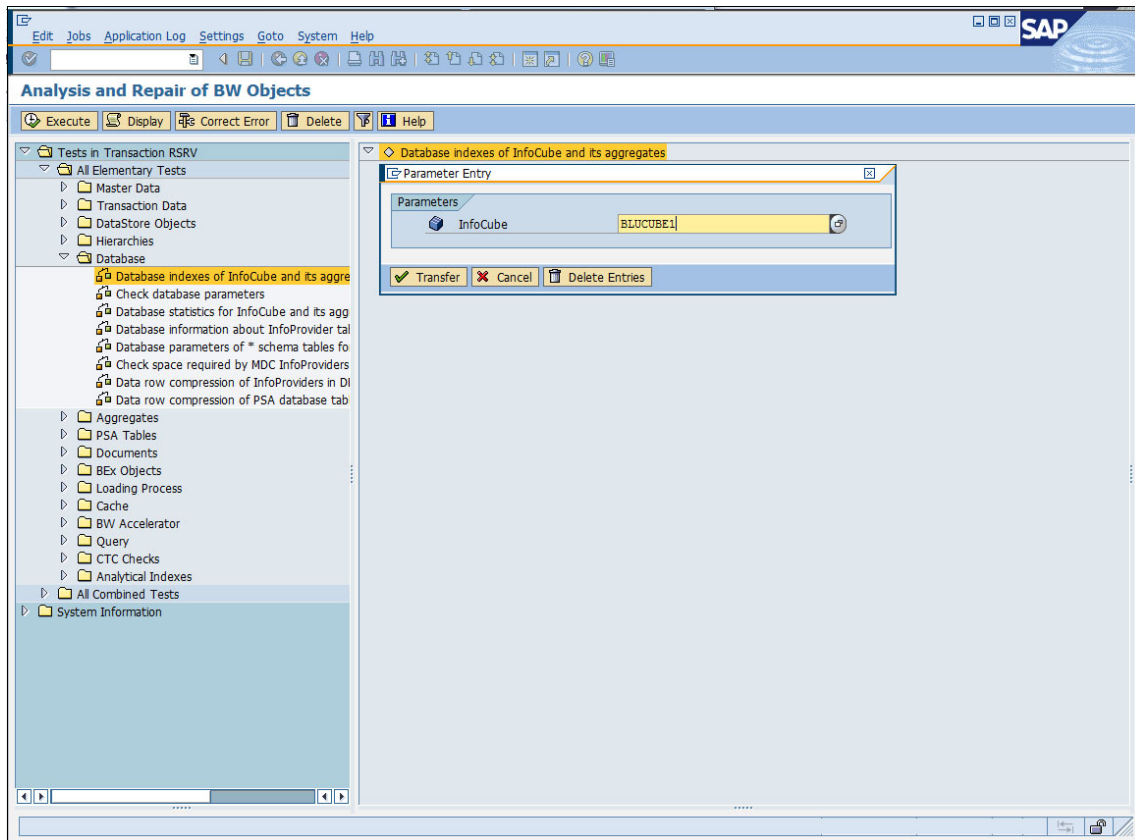 Edit Jobs Application Log Settings Goto System Help
SAP
Analysis and Repair of BW Objects
Execute Display Correct Error Delete Help
Tests in Transaction RSRV
All Elementary Tests
Master Data
Transaction Data
DataStore Objects
Hierarchies
Database
Database indexes of InfoCube and its aggre
Check database parameters
Database statistics for InfoCube and its agg
Database information about InfoProvider tal
Database parameters of * schema tables fo
Check space required by MDC InfoProviders
Data row compression of InfoProviders in DI
Data row compression of PSA database tab
Aggregates
PSA Tables
Documents
BEx Objects
Loading Process
Cache
BW Accelerator
Query
CTC Checks
Analytical Indexes
All Combined Tests
System Information
Database indexes of InfoCube and its aggregates
Parameter Entry
Parameters
InfoCube BLUCUBE1
Transfer Cancel Delete Entries